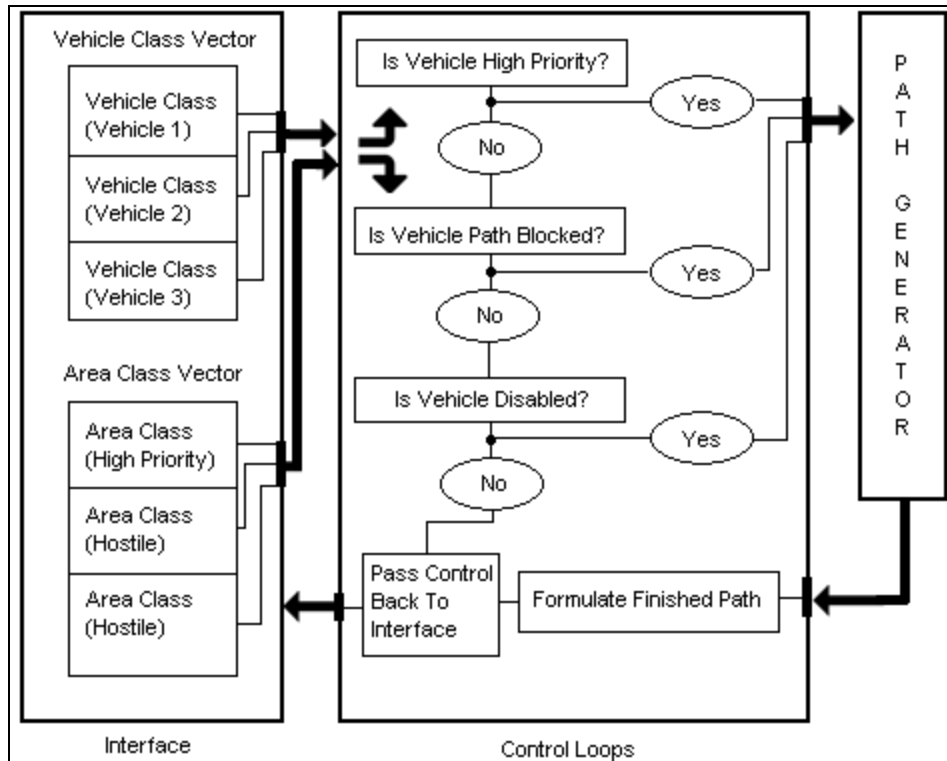 Vehicle Class Vector
Vehicle Class
(Vehicle 1)
Vehicle Class
(Vehicle 2)
Vehicle Class
(Vehicle 3)
Area Class Vector
Area Class
(High Priority)
Area Class
(Hostile)
Area Class
(Hostile)
Interface
Is Vehicle High Priority?
Yes
No
Is Vehicle Path Blocked?
Yes
No
Is Vehicle Disabled?
Yes
No
Pass Control
Back To
Interface
Formulate Finished Path
Control Loops
PATH GENERATOR